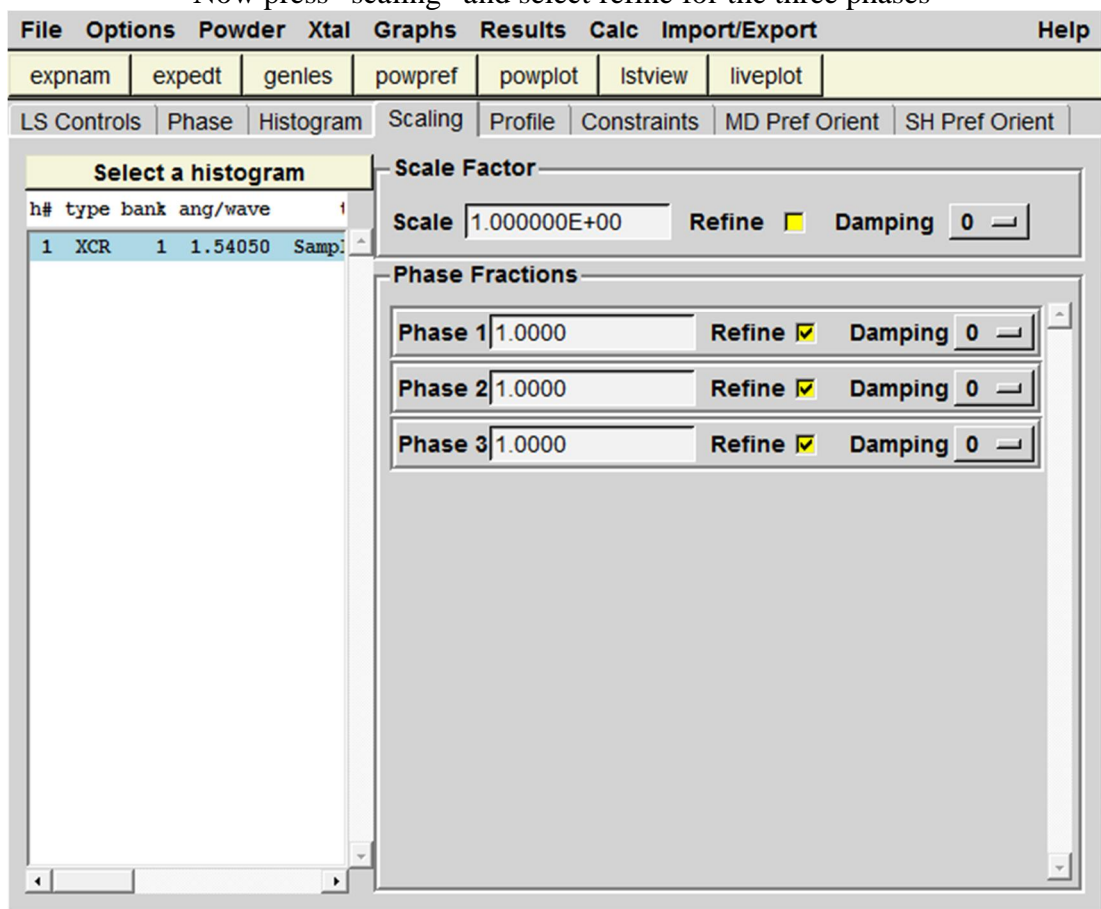 Now press "scaling" and select refine for the three phases
File Options Powder Xtal Graphs Results Calc Import/Export Help
expnam expedt genles powpref powplot lstview liveplot
LS Controls Phase Histogram Scaling Profile Constraints MD Pref Orient SH Pref Orient
Select a histogram
h# type bank ang/wave
1 XCR 1 1.54050 Sampl
Scale Factor
Scale 1.000000E+00 Refine Damping 0
Phase Fractions
Phase 1 1.0000 Refine Damping 0
Phase 2 1.0000 Refine Damping 0
Phase 3 1.0000 Refine Damping 0